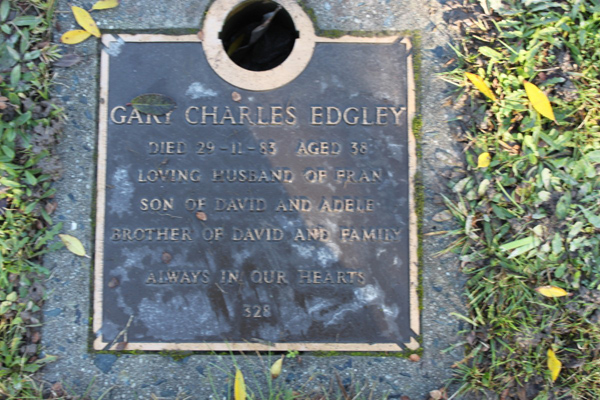 GARY CHARLES EDGLEY
DIED 29-11-83 AGED 38
LOVING HUSBAND OF FRAN
SON OF DAVID AND ADELE
BROTHER OF DAVID AND FAMILY
ALWAYS IN OUR HEARTS
328